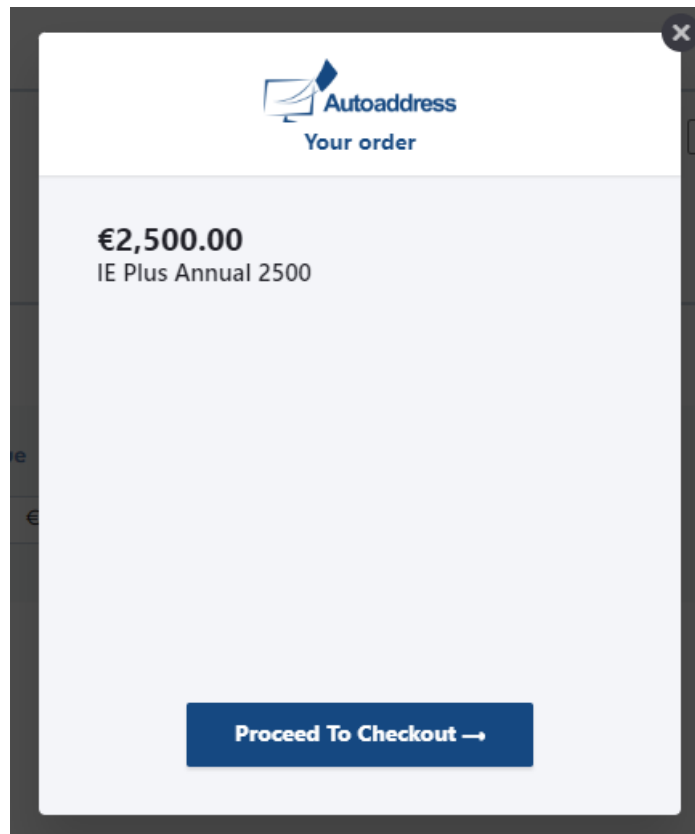 Autoaddress
Your order
€2,500.00
IE Plus Annual 2500
€
Proceed To Checkout →